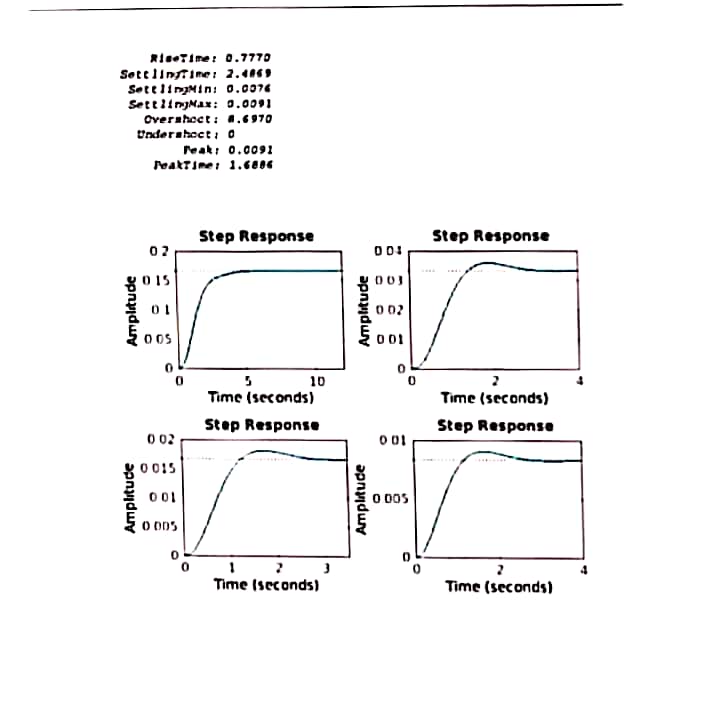 RiseTime: 0.7770
SettlingTime: 2.4869
SettlingMin: 0.0076
SettlingMax: 0.0091
Overshoot: 8.6970
Undershoot: 0
Peak: 0.0091
PeakTime: 1.6886
Step Response
0 2
0 15
0 1
0 05
0
Amplitude
0 5 10
Time (seconds)
Step Response
0 04
0 03
0 02
0 01
0
Amplitude
0 2 4
Time (seconds)
Step Response
0 02
0 015
0 01
0 005
0
Amplitude
0 1 2 3
Time (seconds)
Step Response
0 01
0 005
0
Amplitude
0 2 4
Time (seconds)